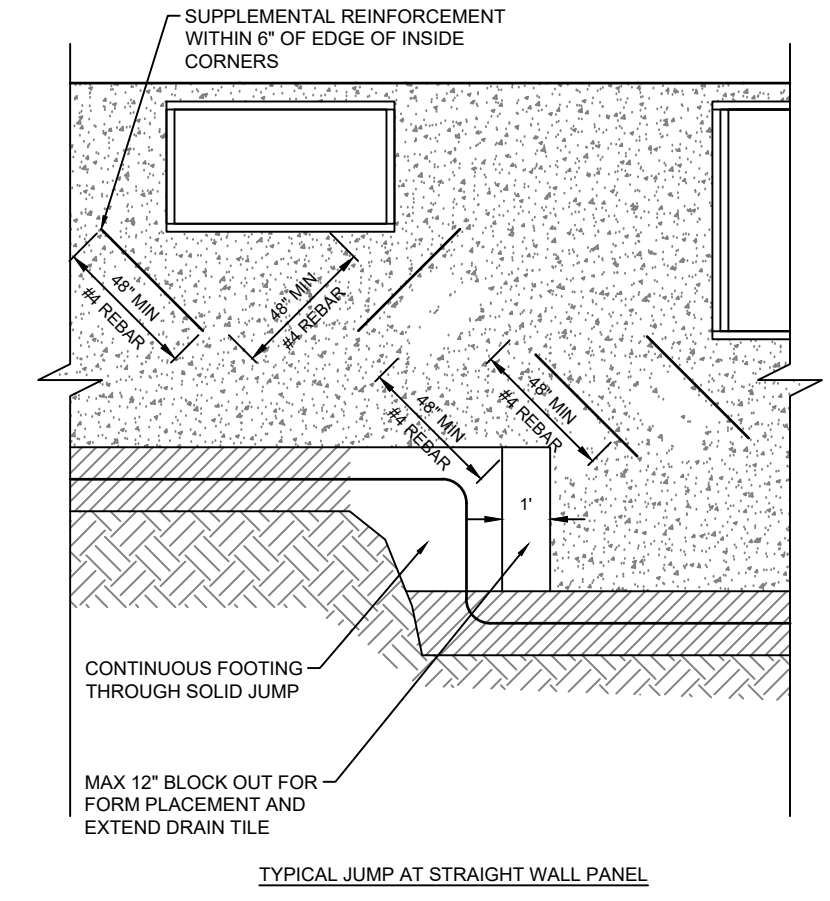 SUPPLEMENTAL REINFORCEMENT
WITHIN 6" OF EDGE OF INSIDE
CORNERS
48" MIN
#4 REBAR
48" MIN
#4 REBAR
48" MIN
#4 REBAR
48" MIN
#4 REBAR
1'
CONTINUOUS FOOTING
THROUGH SOLID JUMP
MAX 12" BLOCK OUT FOR
FORM PLACEMENT AND
EXTEND DRAIN TILE
TYPICAL JUMP AT STRAIGHT WALL PANEL